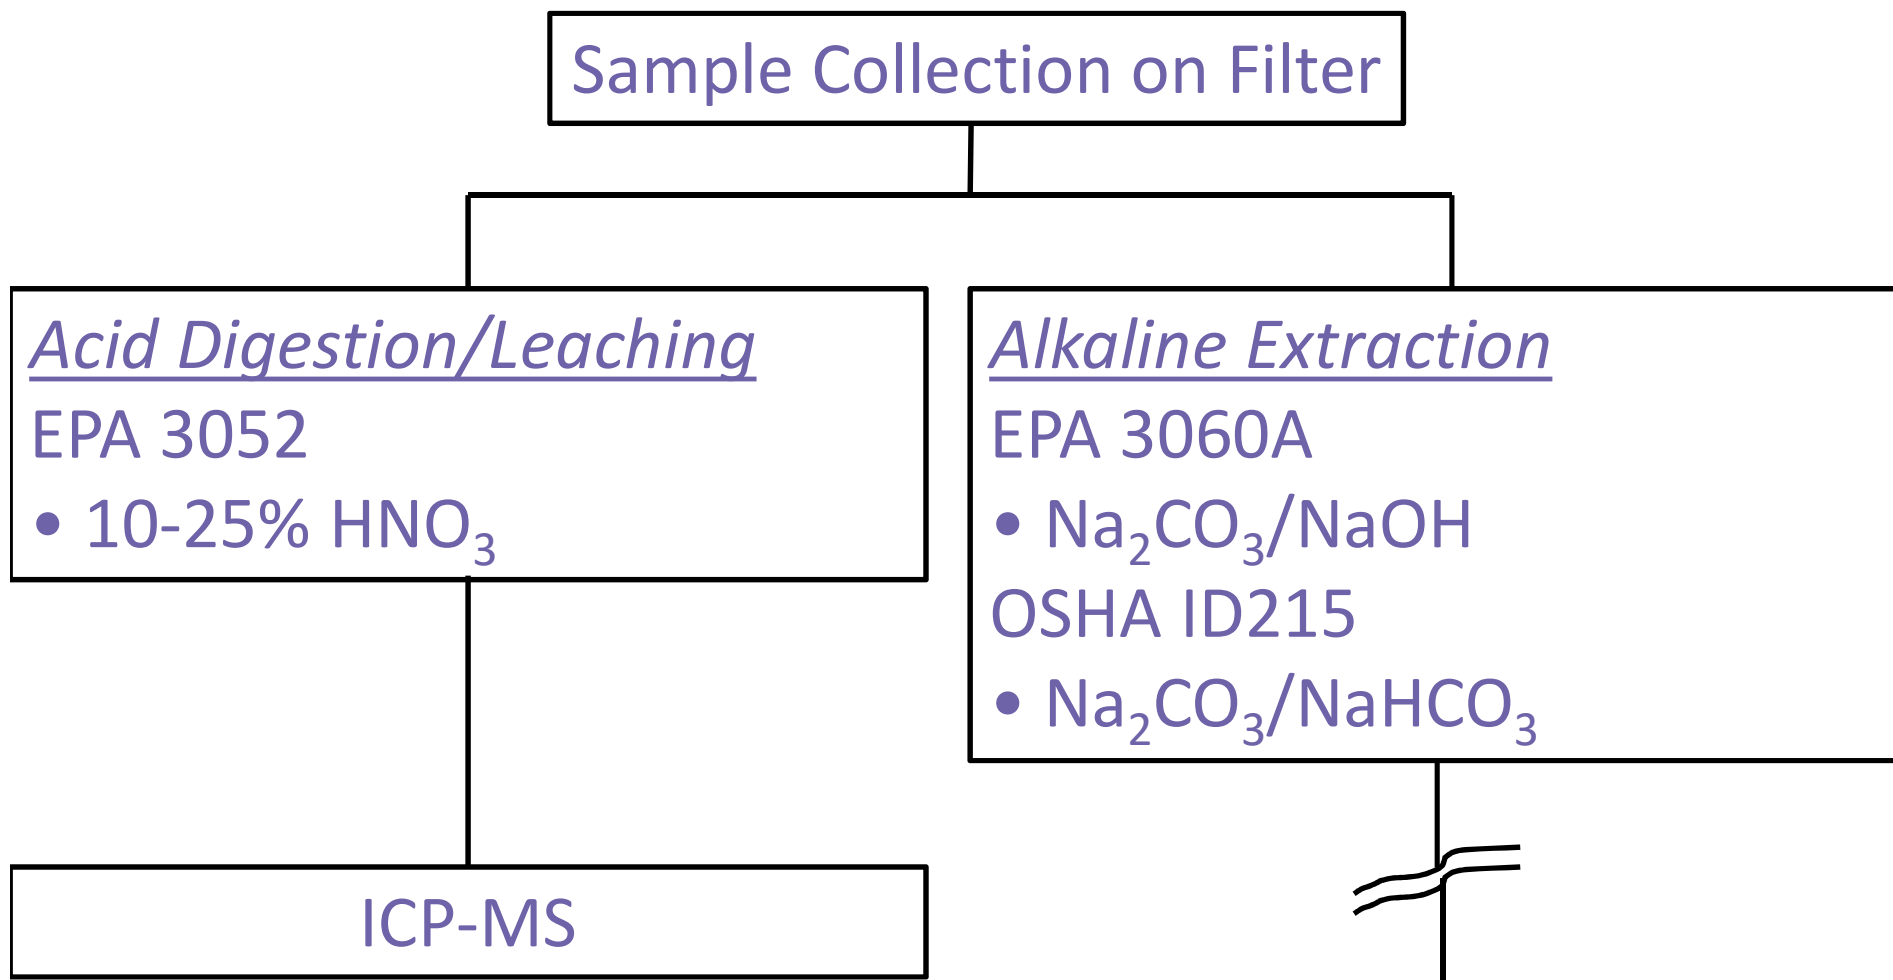 Sample Collection on Filter
Acid Digestion/Leaching
EPA 3052
• 10-25% HNO₃
Alkaline Extraction
EPA 3060A
• Na₂CO₃/NaOH
OSHA ID215
• Na₂CO₃/NaHCO₃
ICP-MS